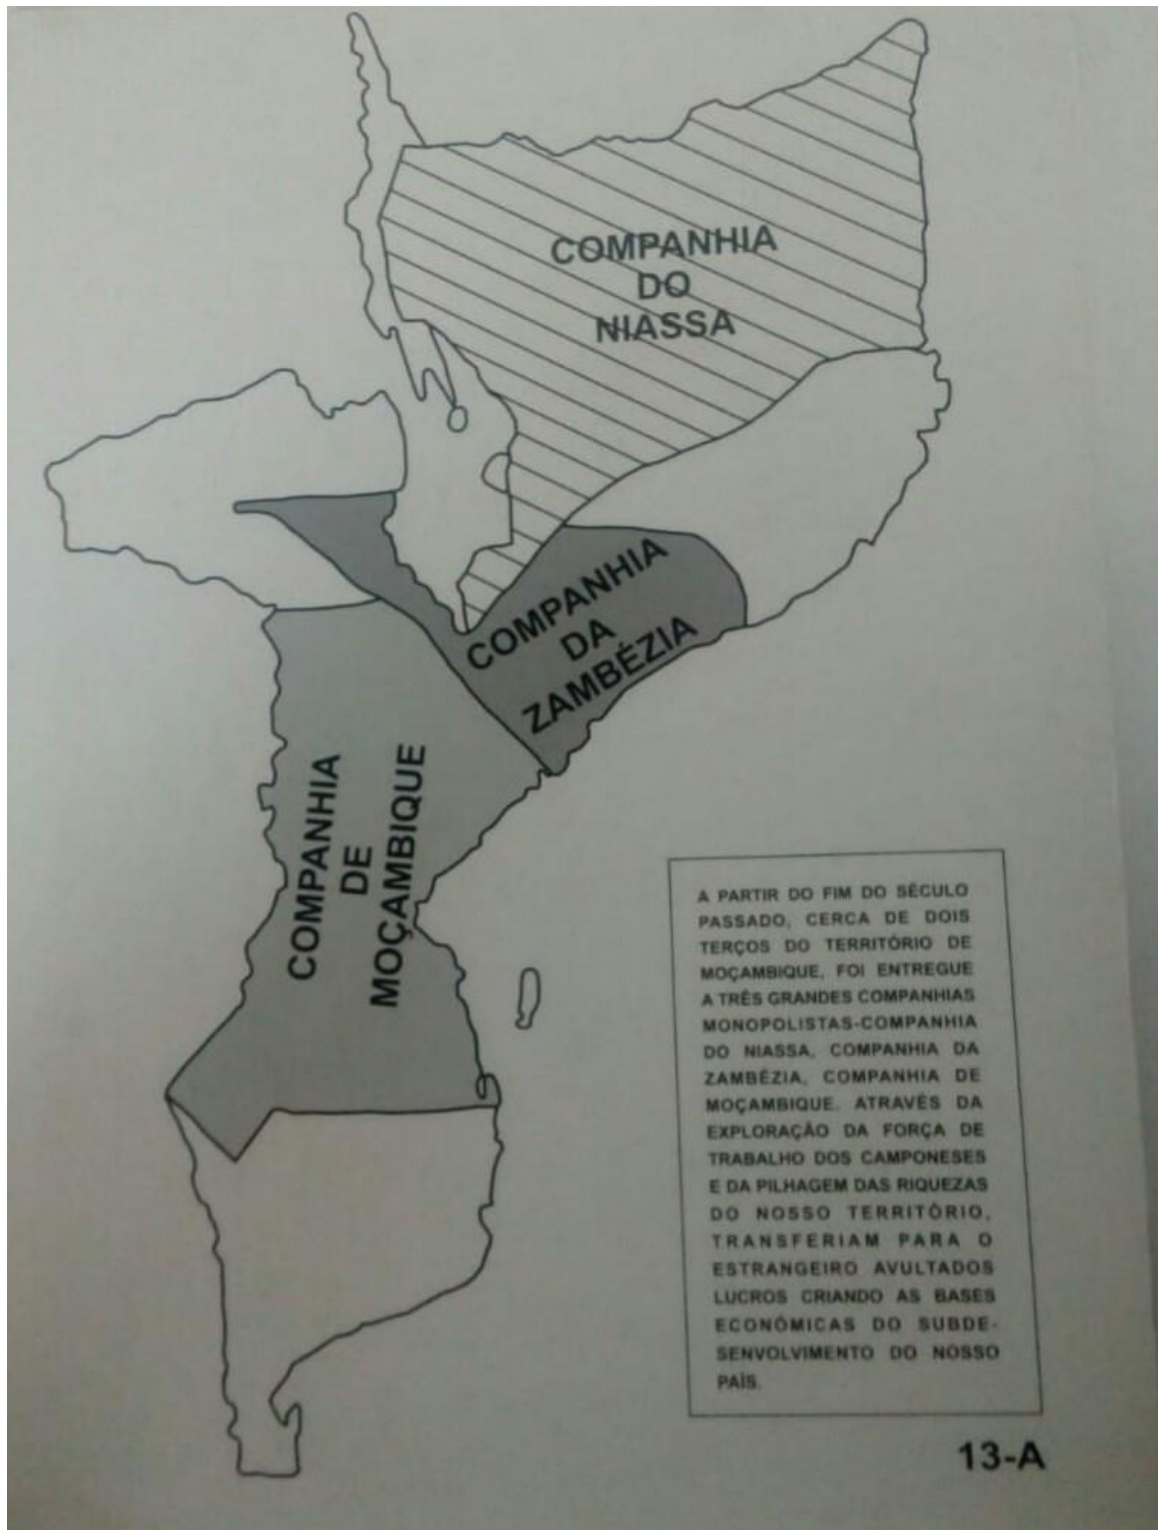 COMPANHIA
DO
NIASSA
COMPANHIA
DA
ZAMBÉZIA
COMPANHIA
DE
MOÇAMBIQUE
A PARTIR DO FIM DO SÉCULO
PASSADO, CERCA DE DOIS
TERÇOS DO TERRITÓRIO DE
MOÇAMBIQUE, FOI ENTREGUE
A TRÊS GRANDES COMPANHIAS
MONOPOLISTAS-COMPANHIA
DO NIASSA, COMPANHIA DA
ZAMBÉZIA, COMPANHIA DE
MOÇAMBIQUE. ATRAVÉS DA
EXPLORAÇÃO DA FORÇA DE
TRABALHO DOS CAMPONESES
E DA PILHAGEM DAS RIQUEZAS
DO NOSSO TERRITÓRIO,
TRANSFERIAM PARA O
ESTRANGEIRO AVULTADOS
LUCROS CRIANDO AS BASES
ECONÓMICAS DO SUBDE-
SENVOLVIMENTO DO NOSSO
PAÍS.
13-A